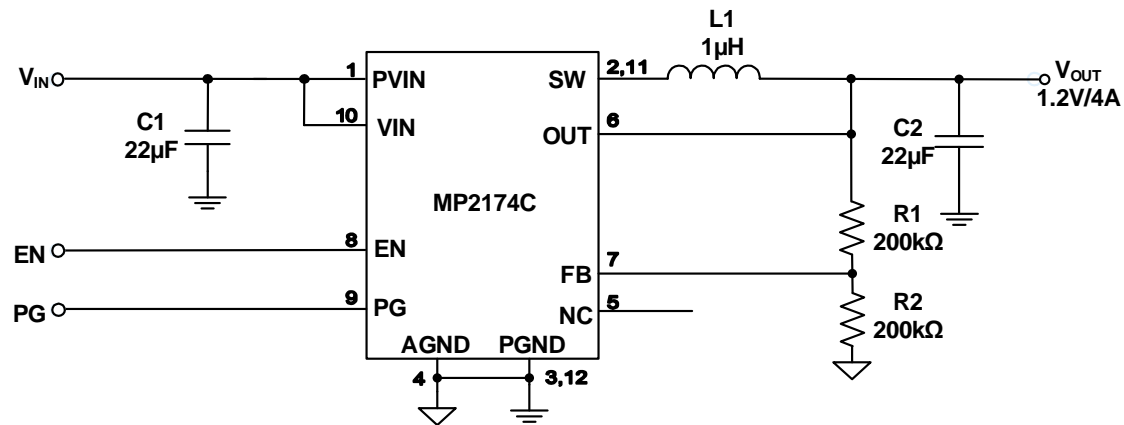 L1
1µH
VIN
1
PVIN
SW
2,11
VOUT
1.2V/4A
10
VIN
OUT
6
C1
22µF
C2
22µF
MP2174C
R1
200kΩ
EN
8
EN
FB
7
PG
9
PG
NC
5
R2
200kΩ
AGND
PGND
4
3,12